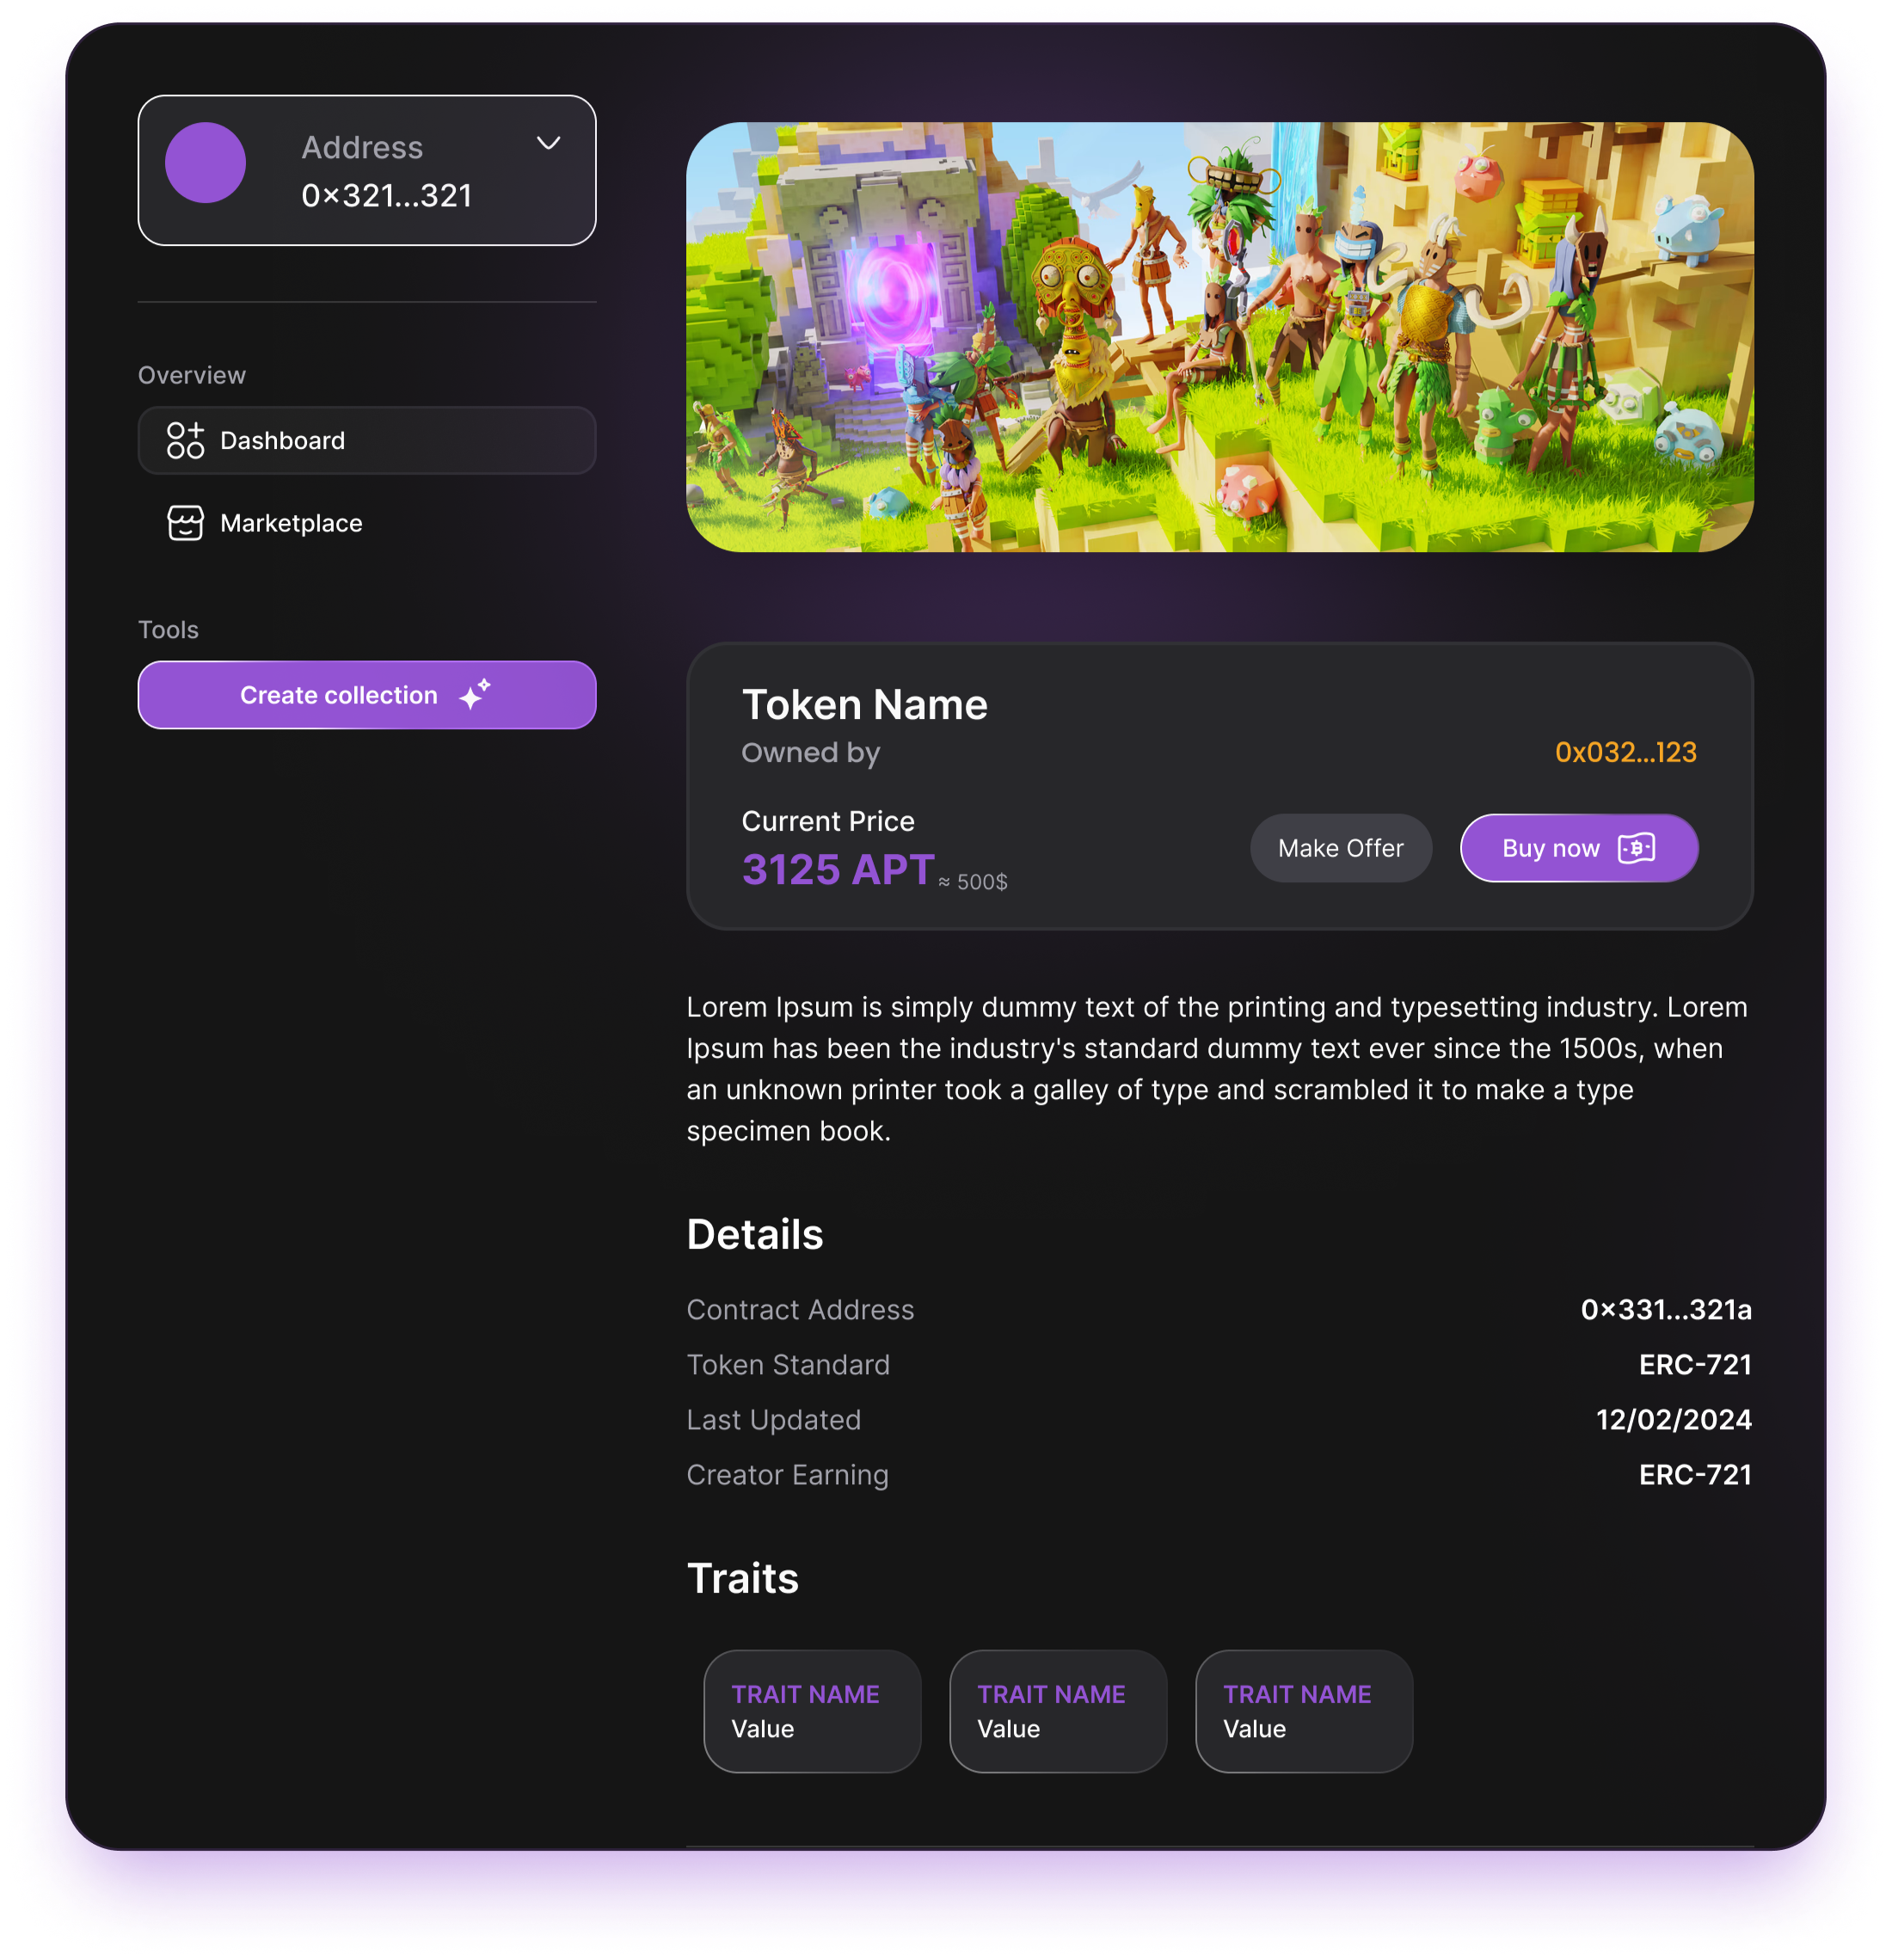 Address
0×321...321
Overview
Dashboard
Marketplace
Tools
Create collection
Token Name
Owned by
0x032...123
Current Price
3125 APT ≈ 500$
Make Offer
Buy now
Lorem Ipsum is simply dummy text of the printing and typesetting industry. Lorem
Ipsum has been the industry's standard dummy text ever since the 1500s, when
an unknown printer took a galley of type and scrambled it to make a type
specimen book.
Details
Contract Address 0×331...321a
Token Standard ERC-721
Last Updated 12/02/2024
Creator Earning ERC-721
Traits
TRAIT NAME
Value
TRAIT NAME
Value
TRAIT NAME
Value